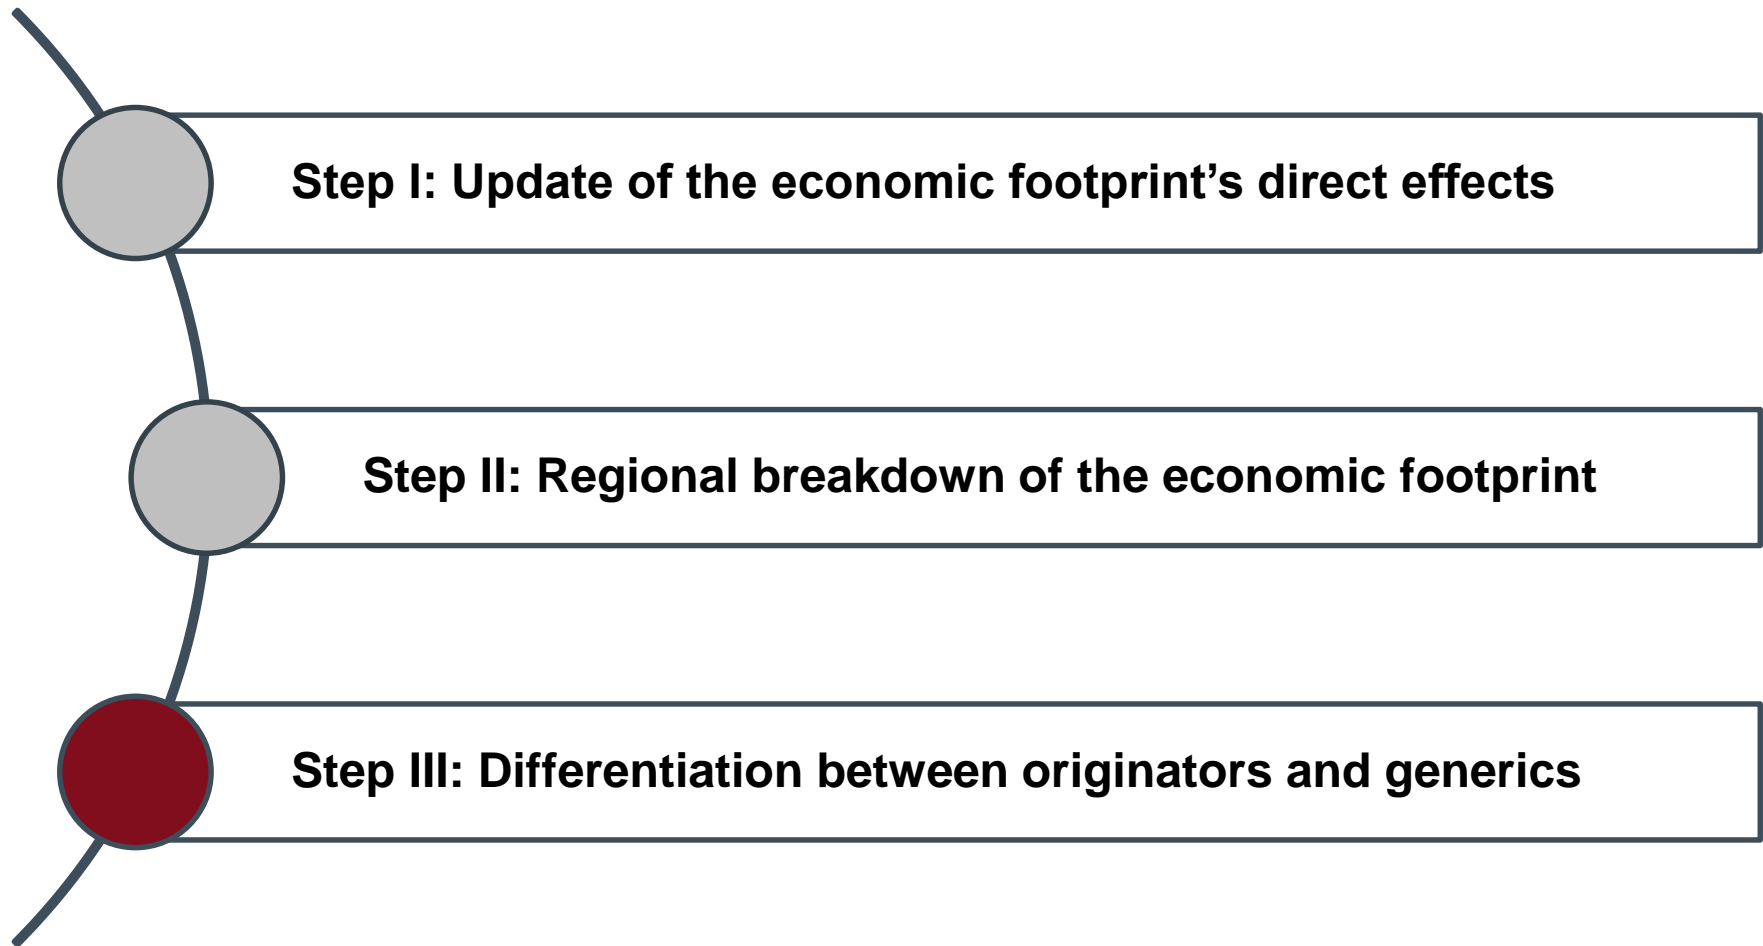 Step I: Update of the economic footprint’s direct effects
Step II: Regional breakdown of the economic footprint
Step III: Differentiation between originators and generics